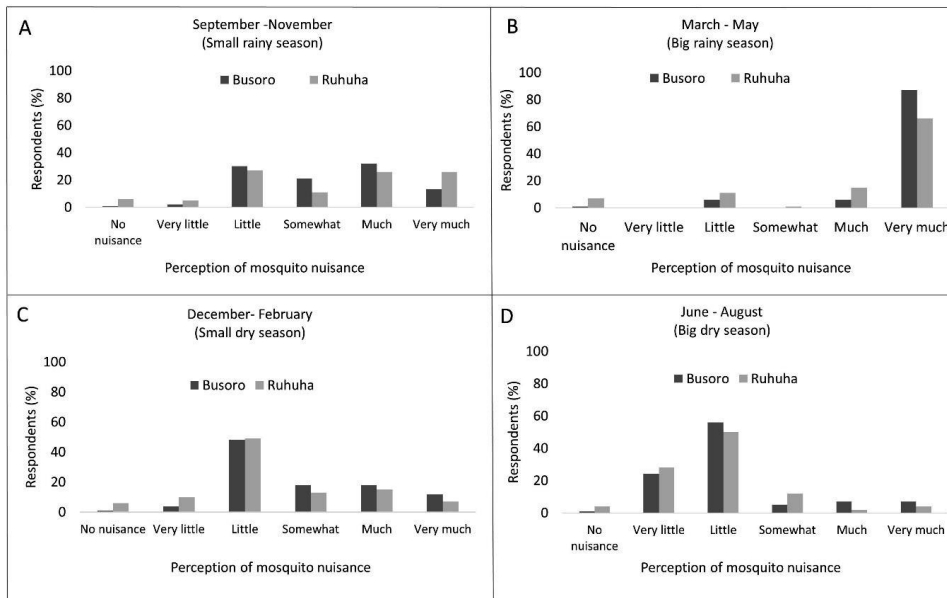 A
September -November
(Small rainy season)
Busoro Ruhuha
Respondents (%)
100
80
60
40
20
0
No nuisance Very little Little Somewhat Much Very much
Perception of mosquito nuisance
B
March - May
(Big rainy season)
Busoro Ruhuha
Respondents (%)
100
80
60
40
20
0
No nuisance Very little Little Somewhat Much Very much
Perception of mosquito nuisance
C
December- February
(Small dry season)
Busoro Ruhuha
Respondents (%)
100
80
60
40
20
0
No nuisance Very little Little Somewhat Much Very much
Perception of mosquito nuisance
D
June - August
(Big dry season)
Busoro Ruhuha
Respondents (%)
100
80
60
40
20
0
No nuisance Very little Little Somewhat Much Very much
Perception of mosquito nuisance